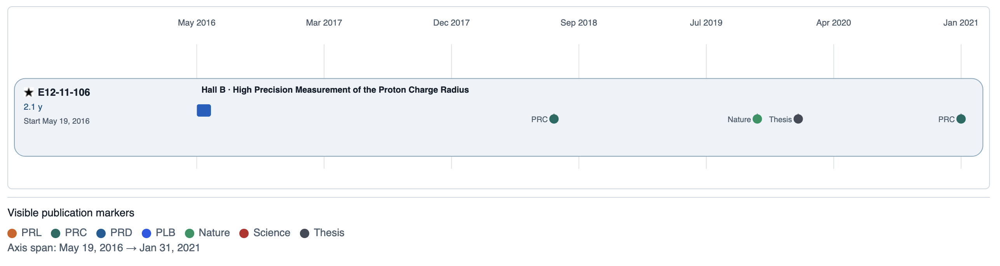 May 2016 Mar 2017 Dec 2017 Sep 2018 Jul 2019 Apr 2020 Jan 2021
★ E12-11-106
Hall B · High Precision Measurement of the Proton Charge Radius
2.1 y
Start May 19, 2016
PRC Nature Thesis PRC
Visible publication markers
PRL PRC PRD PLB Nature Science Thesis
Axis span: May 19, 2016 → Jan 31, 2021